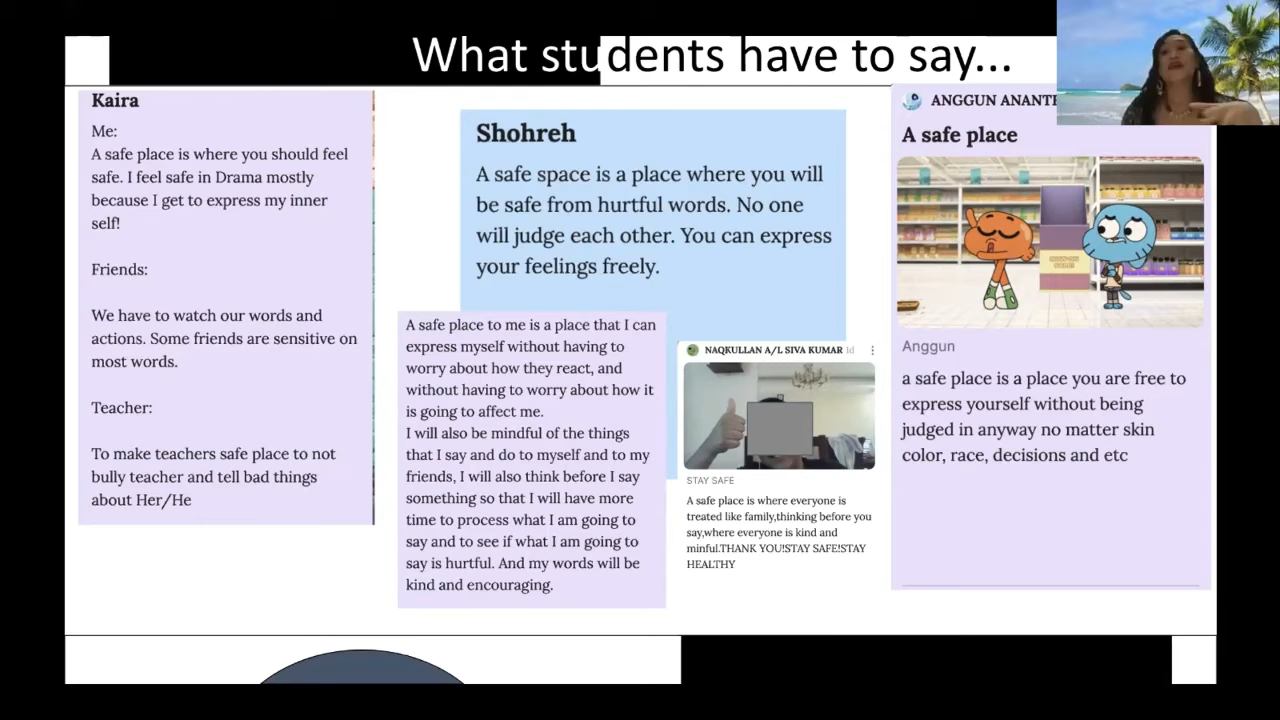 What students have to say...
Kaira
Me:
A safe place is where you should feel
safe. I feel safe in Drama mostly
because I get to express my inner
self!
Friends:
We have to watch our words and
actions. Some friends are sensitive on
most words.
Teacher:
To make teachers safe place to not
bully teacher and tell bad things
about Her/He
Shohreh
A safe space is a place where you will
be safe from hurtful words. No one
will judge each other. You can express
your feelings freely.
A safe place to me is a place that I can
express myself without having to
worry about how they react, and
without having to worry about how it
is going to affect me.
I will also be mindful of the things
that I say and do to myself and to my
friends, I will also think before I say
something so that I will have more
time to process what I am going to
say and to see if what I am going to
say is hurtful. And my words will be
kind and encouraging.
NAQKULLAN A/L SIVA KUMAR 1d
STAY SAFE
A safe place is where everyone is
treated like family,thinking before you
say,where everyone is kind and
minful.THANK YOU!STAY SAFE!STAY
HEALTHY
ANGGUN
A safe place
Anggun
a safe place is a place you are free to
express yourself without being
judged in anyway no matter skin
color, race, decisions and etc